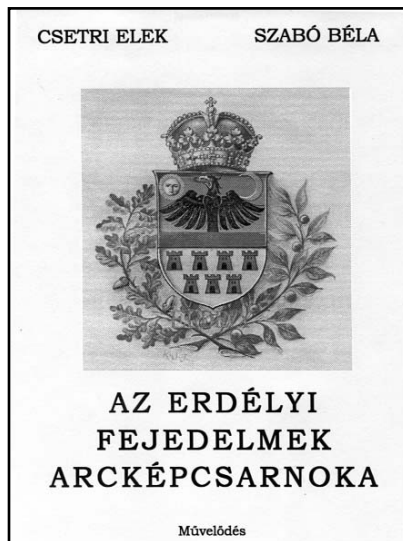 CSETRI ELEK SZABÓ BÉLA
AZ ERDÉLYI
FEJEDELMEK
ARCKÉPCSARNOKA
Művelődés